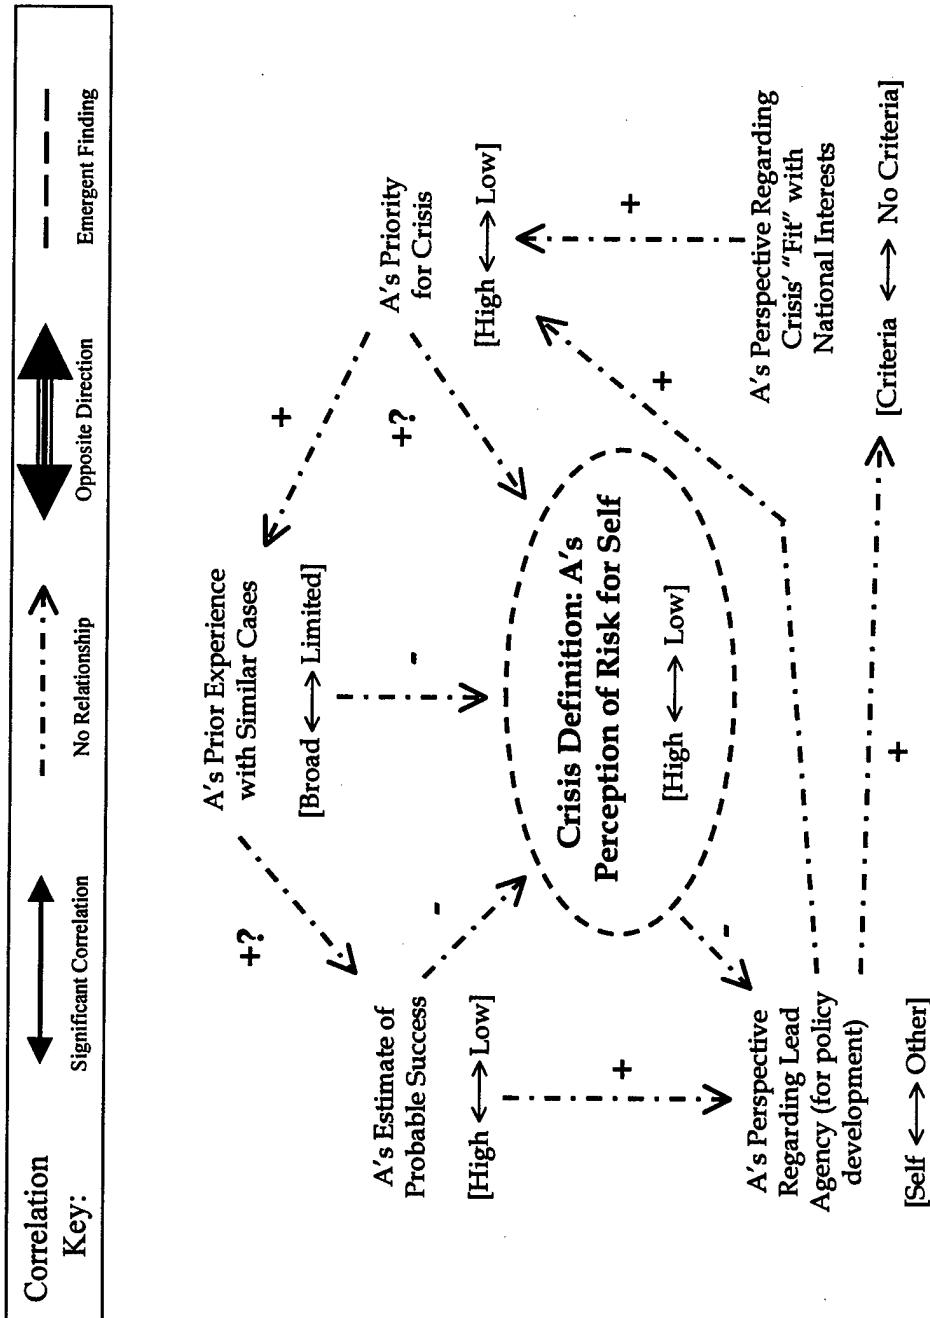 Correlation
Key:
Significant Correlation
No Relationship
Opposite Direction
Emergent Finding
A's Prior Experience
with Similar Cases
[Broad ⟷ Limited]
+?
+
A's Estimate of
Probable Success
[High ⟷ Low]
-
-
+?
A's Priority
for Crisis
[High ⟷ Low]
Crisis Definition: A's
Perception of Risk for Self
[High ⟷ Low]
+
-
+
+
A's Perspective
Regarding Lead
Agency (for policy
development)
[Self ⟷ Other]
A's Perspective Regarding
Crisis' "Fit" with
National Interests
[Criteria ⟷ No Criteria]
+